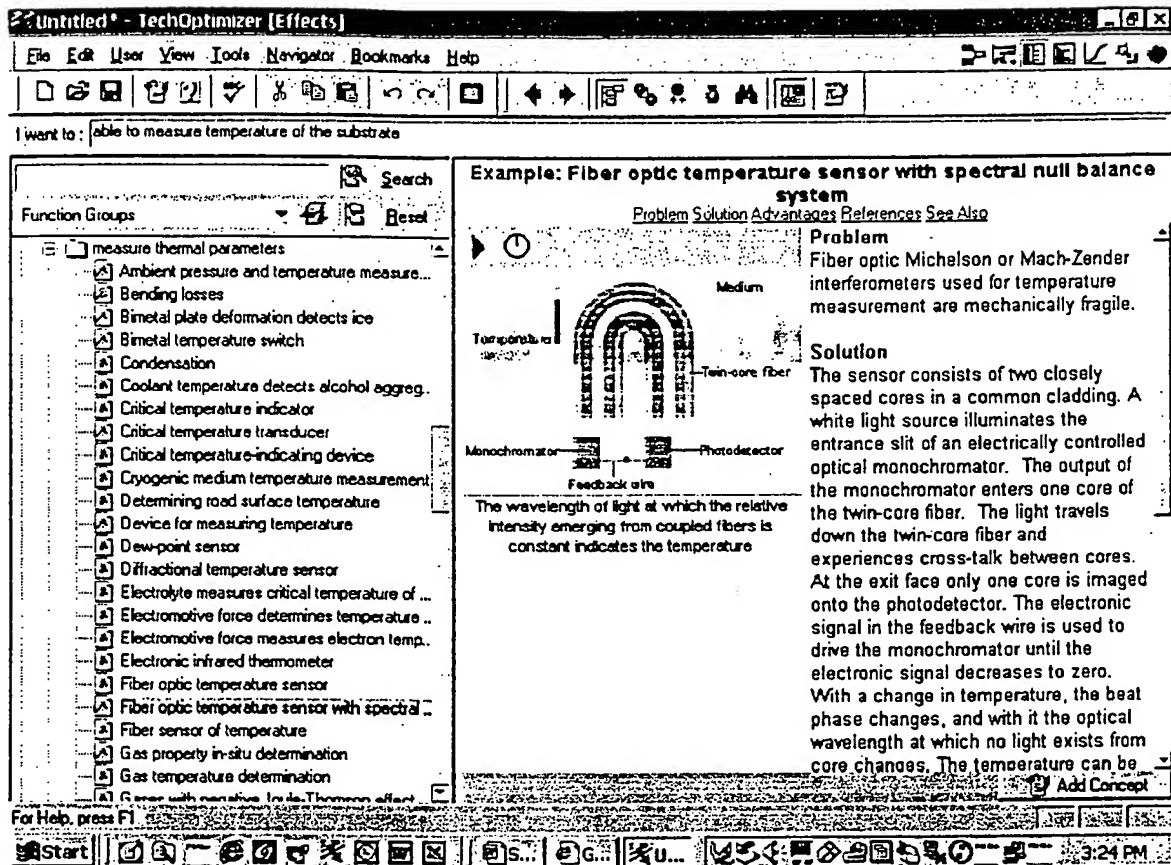 Untitled* - TechOptimizer [Effects]
File Edit User View Tools Navigator Bookmarks Help
I want to : able to measure temperature of the substrate
Search
Function Groups
Reset
measure thermal parameters
Ambient pressure and temperature measure...
Bending losses
Bimetal plate deformation detects ice
Bimetal temperature switch
Condensation
Coolant temperature detects alcohol aggreg..
Critical temperature indicator
Critical temperature transducer
Critical temperature-indicating device
Cryogenic medium temperature measurement
Determining road surface temperature
Device for measuring temperature
Dew-point sensor
Diffractional temperature sensor
Electrolyte measures critical temperature of ...
Electromotive force determines temperature ..
Electromotive force measures electron temp..
Electronic infrared thermometer
Fiber optic temperature sensor
Fiber optic temperature sensor with spectral ..
Fiber sensor of temperature
Gas property in-situ determination
Gas temperature determination
Gases with negative Joule-Thomson effect
Example: Fiber optic temperature sensor with spectral null balance
system
Problem Solution Advantages References See Also
Medium
Temperature
Twin-core fiber
Monochromator
Photodetector
Feedback wire
The wavelength of light at which the relative
intensity emerging from coupled fibers is
constant indicates the temperature
Problem
Fiber optic Michelson or Mach-Zender
interferometers used for temperature
measurement are mechanically fragile.
Solution
The sensor consists of two closely
spaced cores in a common cladding. A
white light source illuminates the
entrance slit of an electrically controlled
optical monochromator. The output of
the monochromator enters one core of
the twin-core fiber. The light travels
down the twin-core fiber and
experiences cross-talk between cores.
At the exit face only one core is imaged
onto the photodetector. The electronic
signal in the feedback wire is used to
drive the monochromator until the
electronic signal decreases to zero.
With a change in temperature, the beat
phase changes, and with it the optical
wavelength at which no light exists from
core changes. The temperature can be
Add Concept
For Help, press F1
Start
S...
G...
U...
3:24 PM